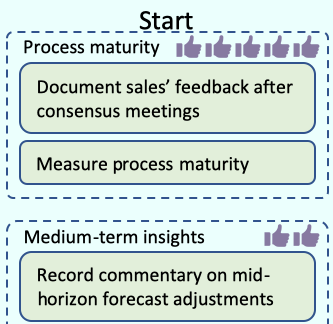 Start
Process maturity
Document sales’ feedback after
consensus meetings
Measure process maturity
Medium-term insights
Record commentary on mid-
horizon forecast adjustments